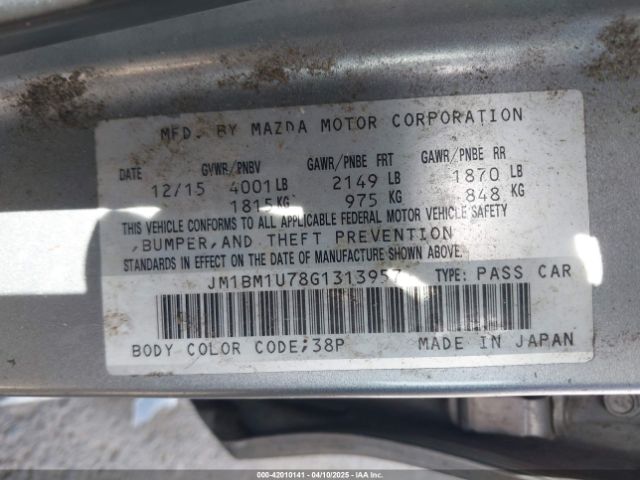 MFD. BY MAZDA MOTOR CORPORATION
DATE GVWR/PNBV GAWR/PNBE FRT GAWR/PNBE RR
12/15 4001 LB 2149 LB 1870 LB
1815 KG 975 KG 848 KG
THIS VEHICLE CONFORMS TO ALL APPLICABLE FEDERAL MOTOR VEHICLE SAFETY
,BUMPER,AND THEFT PREVENTION
STANDARDS IN EFFECT ON THE DATE OF MANUFACTURE SHOWN ABOVE.
JM1BM1U78G1313957 TYPE: PASS CAR
BODY COLOR CODE;38P MADE IN JAPAN
000-42010141 - 04/10/2025 - IAAI.COM